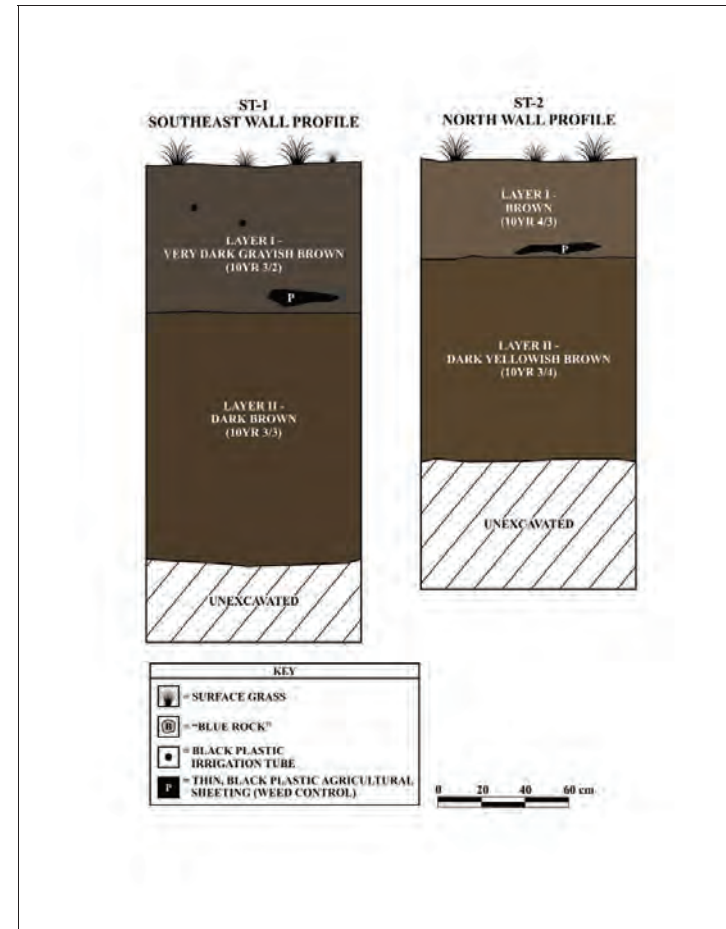 ST-1
SOUTHEAST WALL PROFILE
LAYER I -
VERY DARK GRAYISH BROWN
(10YR 3/2)
P
LAYER II -
DARK BROWN
(10YR 3/3)
UNEXCAVATED
ST-2
NORTH WALL PROFILE
LAYER I -
BROWN
(10YR 4/3)
P
LAYER II -
DARK YELLOWISH BROWN
(10YR 3/4)
UNEXCAVATED
KEY
= SURFACE GRASS
B = "BLUE ROCK"
= BLACK PLASTIC
IRRIGATION TUBE
P = THIN, BLACK PLASTIC AGRICULTURAL
SHEETING (WEED CONTROL)
0 20 40 60 cm